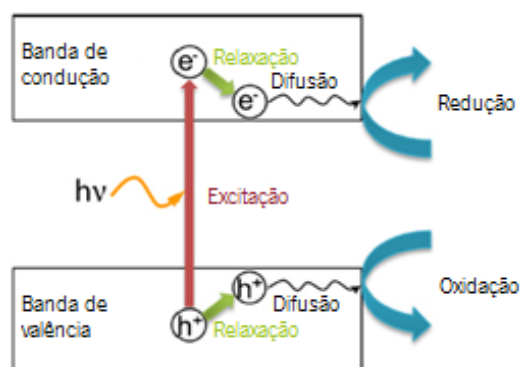 Banda de
condução
e-
Relaxação
e-
Difusão
Redução
hν
Excitação
Banda de
valência
h+
Relaxação
h+
Difusão
Oxidação